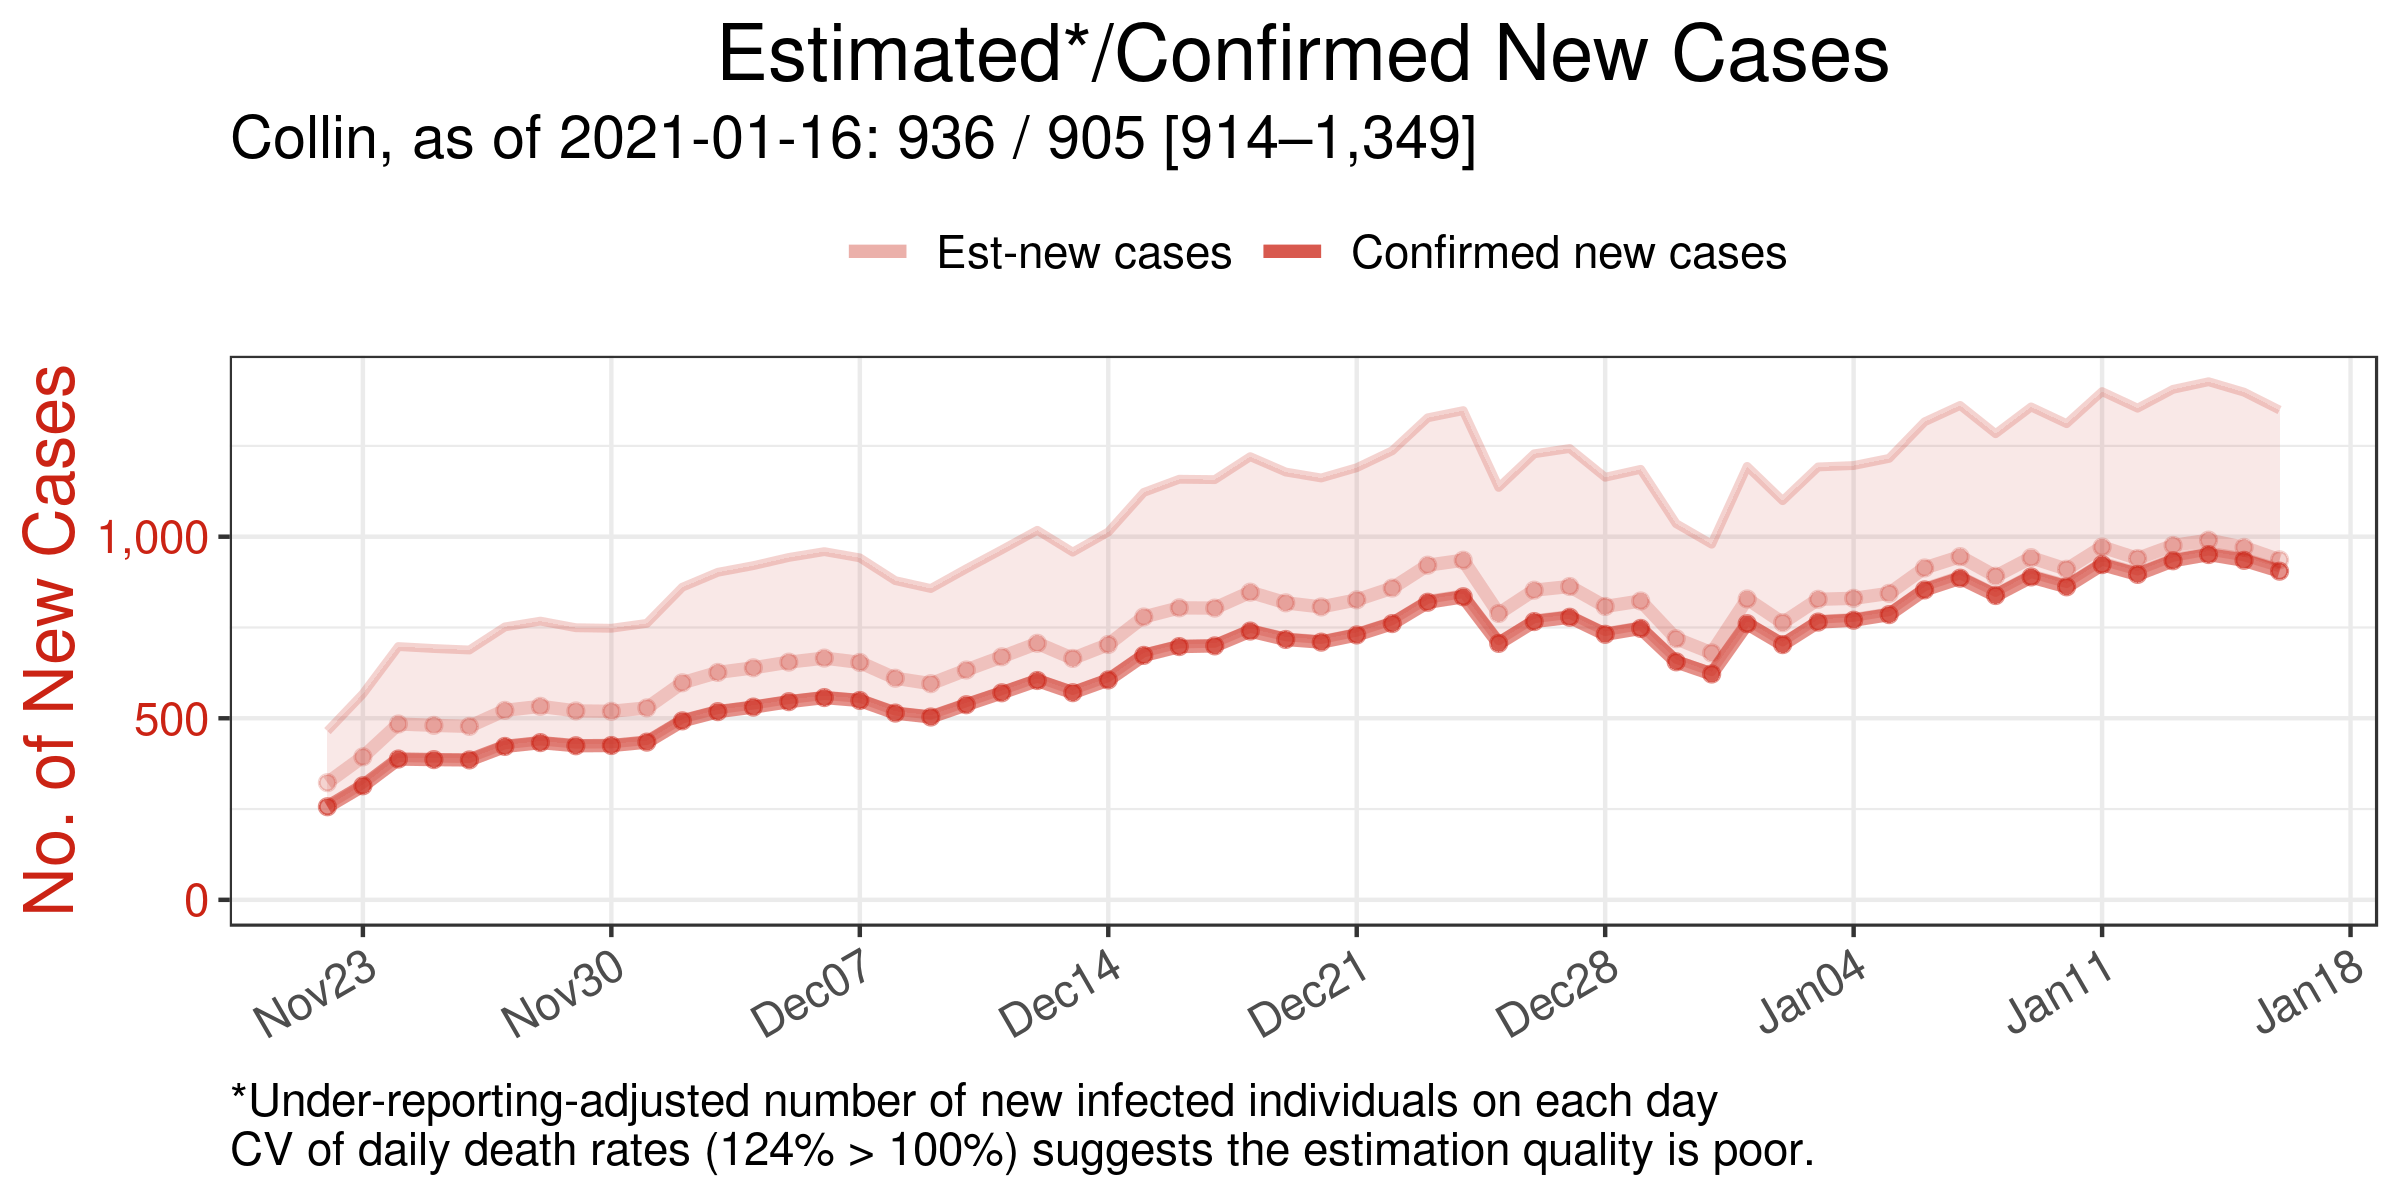 Estimated*/Confirmed New Cases
Collin, as of 2021-01-16: 936 / 905 [914–1,349]
Est-new cases
Confirmed new cases
No. of New Cases
1,000
500
0
Nov23
Nov30
Dec07
Dec14
Dec21
Dec28
Jan04
Jan11
Jan18
*Under-reporting-adjusted number of new infected individuals on each day
CV of daily death rates (124% > 100%) suggests the estimation quality is poor.